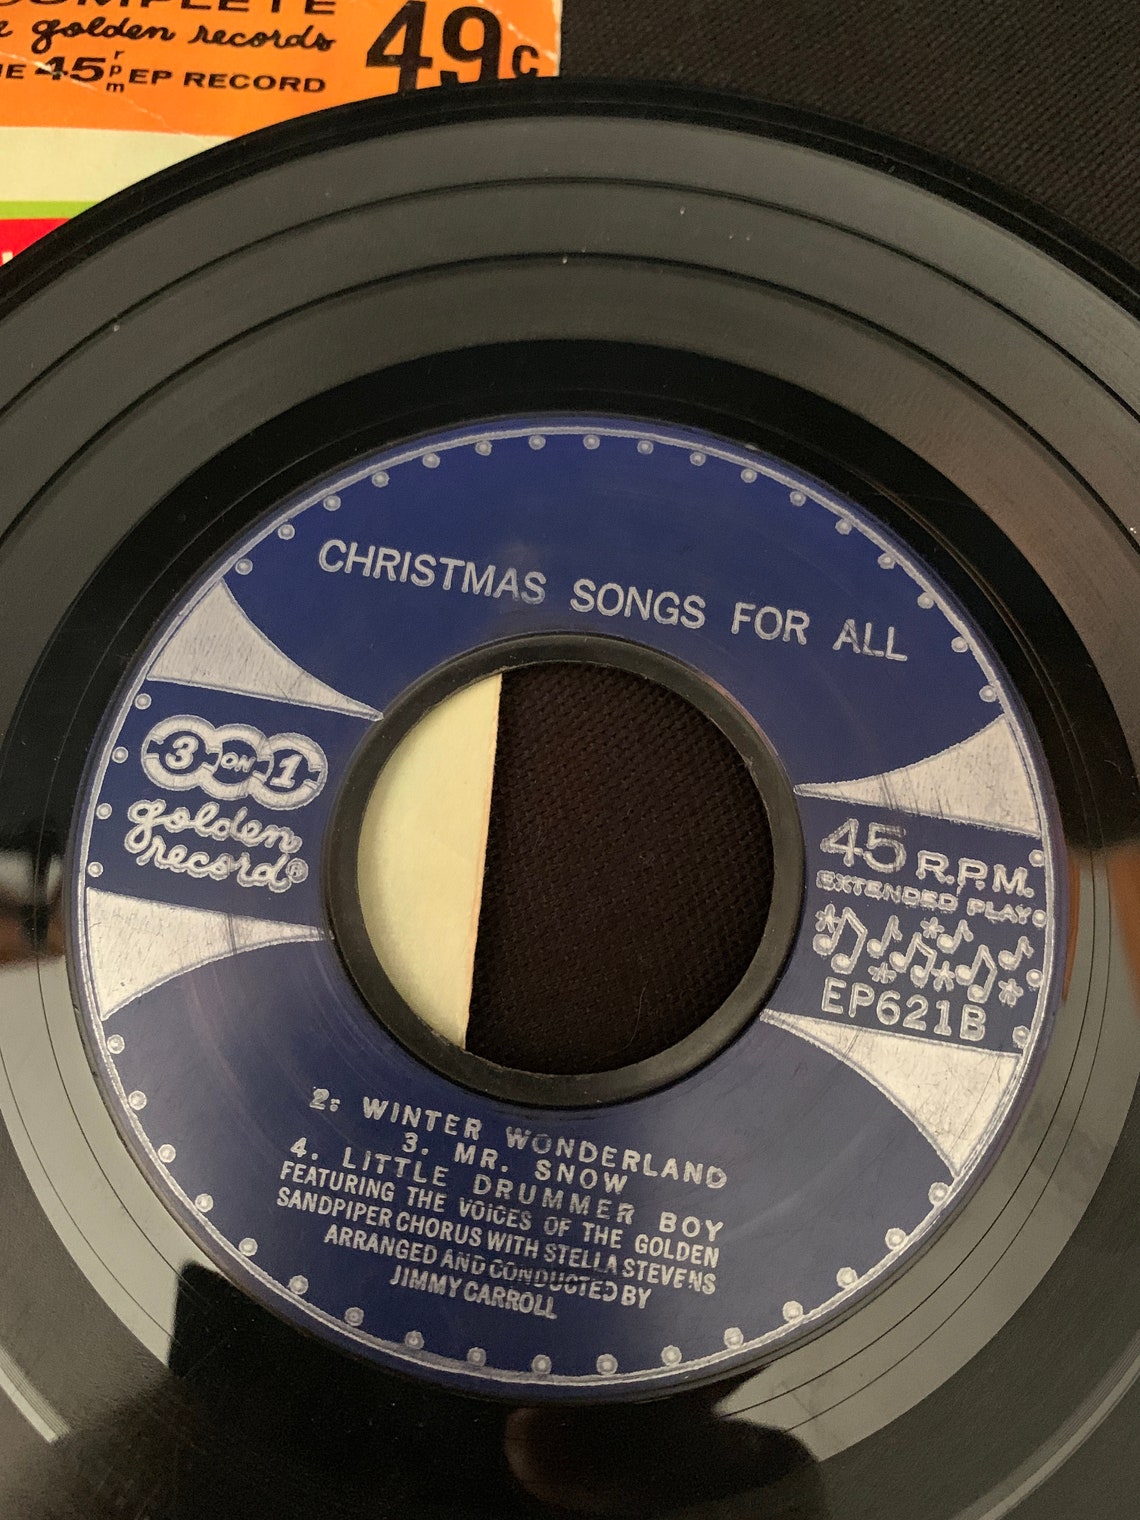 COMPLETE
golden records
45 rpm EP RECORD
49c
CHRISTMAS SONGS FOR ALL
3 ON 1
golden
record®
45 R.P.M.
EXTENDED PLAY
EP621B
2. WINTER WONDERLAND
3. MR. SNOW
4. LITTLE DRUMMER BOY
FEATURING THE VOICES OF THE GOLDEN
SANDPIPER CHORUS WITH STELLA STEVENS
ARRANGED AND CONDUCTED BY
JIMMY CARROLL